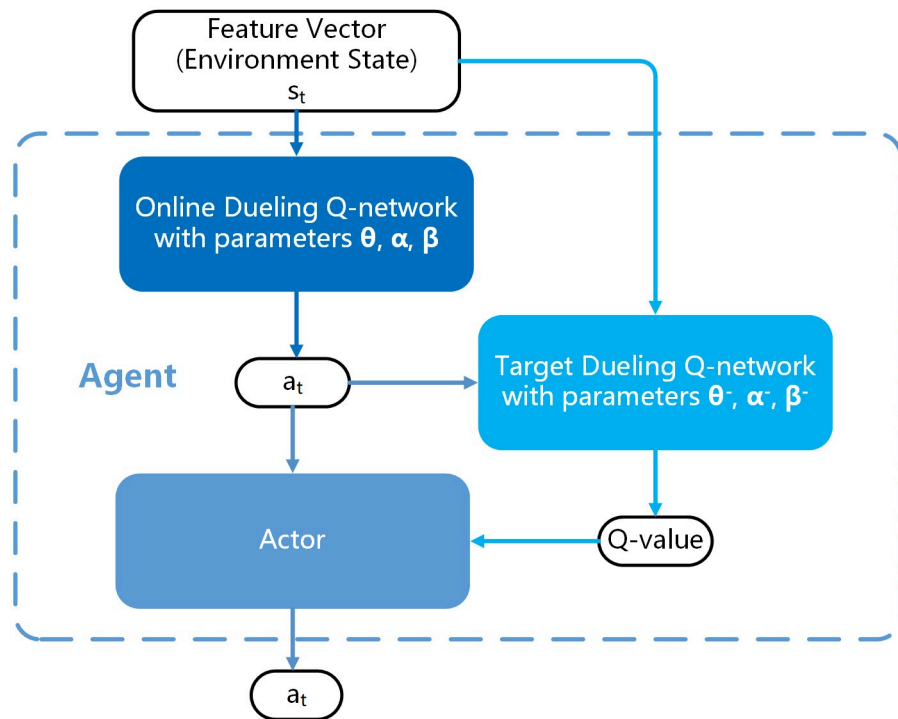 Feature Vector
(Environment State)
sₜ
Online Dueling Q-network
with parameters θ, α, β
Agent
aₜ
Target Dueling Q-network
with parameters θ⁻, α⁻, β⁻
Actor
Q-value
aₜ